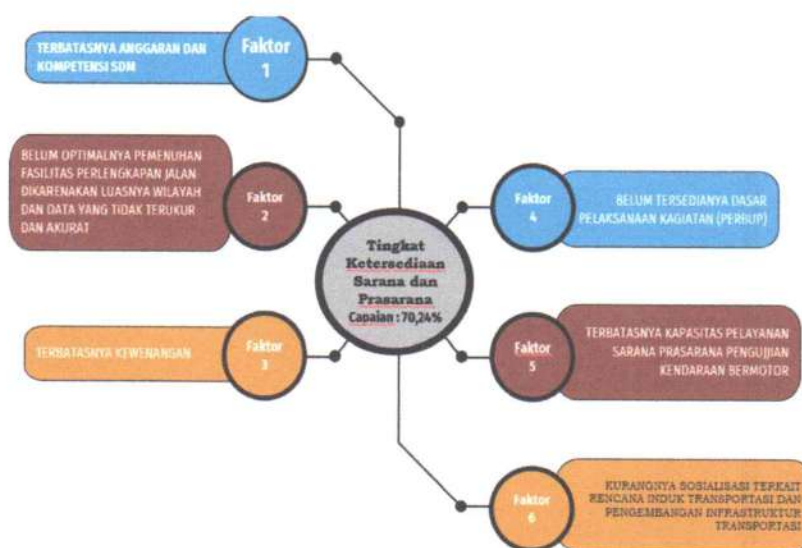 TERBATASNYA ANGGARAN DAN
KOMPETENSI SDM
Faktor
1
BELUM OPTIMALNYA PEMENUHAN
FASILITAS PERLENGKAPAN JALAN
DIKARENAKAN LUASNYA WILAYAH
DAN DATA YANG TIDAK TERUKUR
DAN AKURAT
Faktor
2
TERBATASNYA KEWENANGAN
Faktor
3
Tingkat
Ketersediaan
Sarana dan
Prasarana
Capaian : 70,24%
Faktor
4
BELUM TERSEDIANYA DASAR
PELAKSANAAN KAGIATAN (PERBUP)
Faktor
5
TERBATASNYA KAPASITAS PELAYANAN
SARANA PRASARANA PENGUJIAN
KENDARAAN BERMOTOR
Faktor
6
KURANGNYA SOSIALISASI TERKAIT
RENCANA INDUK TRANSPORTASI DAN
PENGEMBANGAN INFRASTRUKTUR
TRANSPORTASI